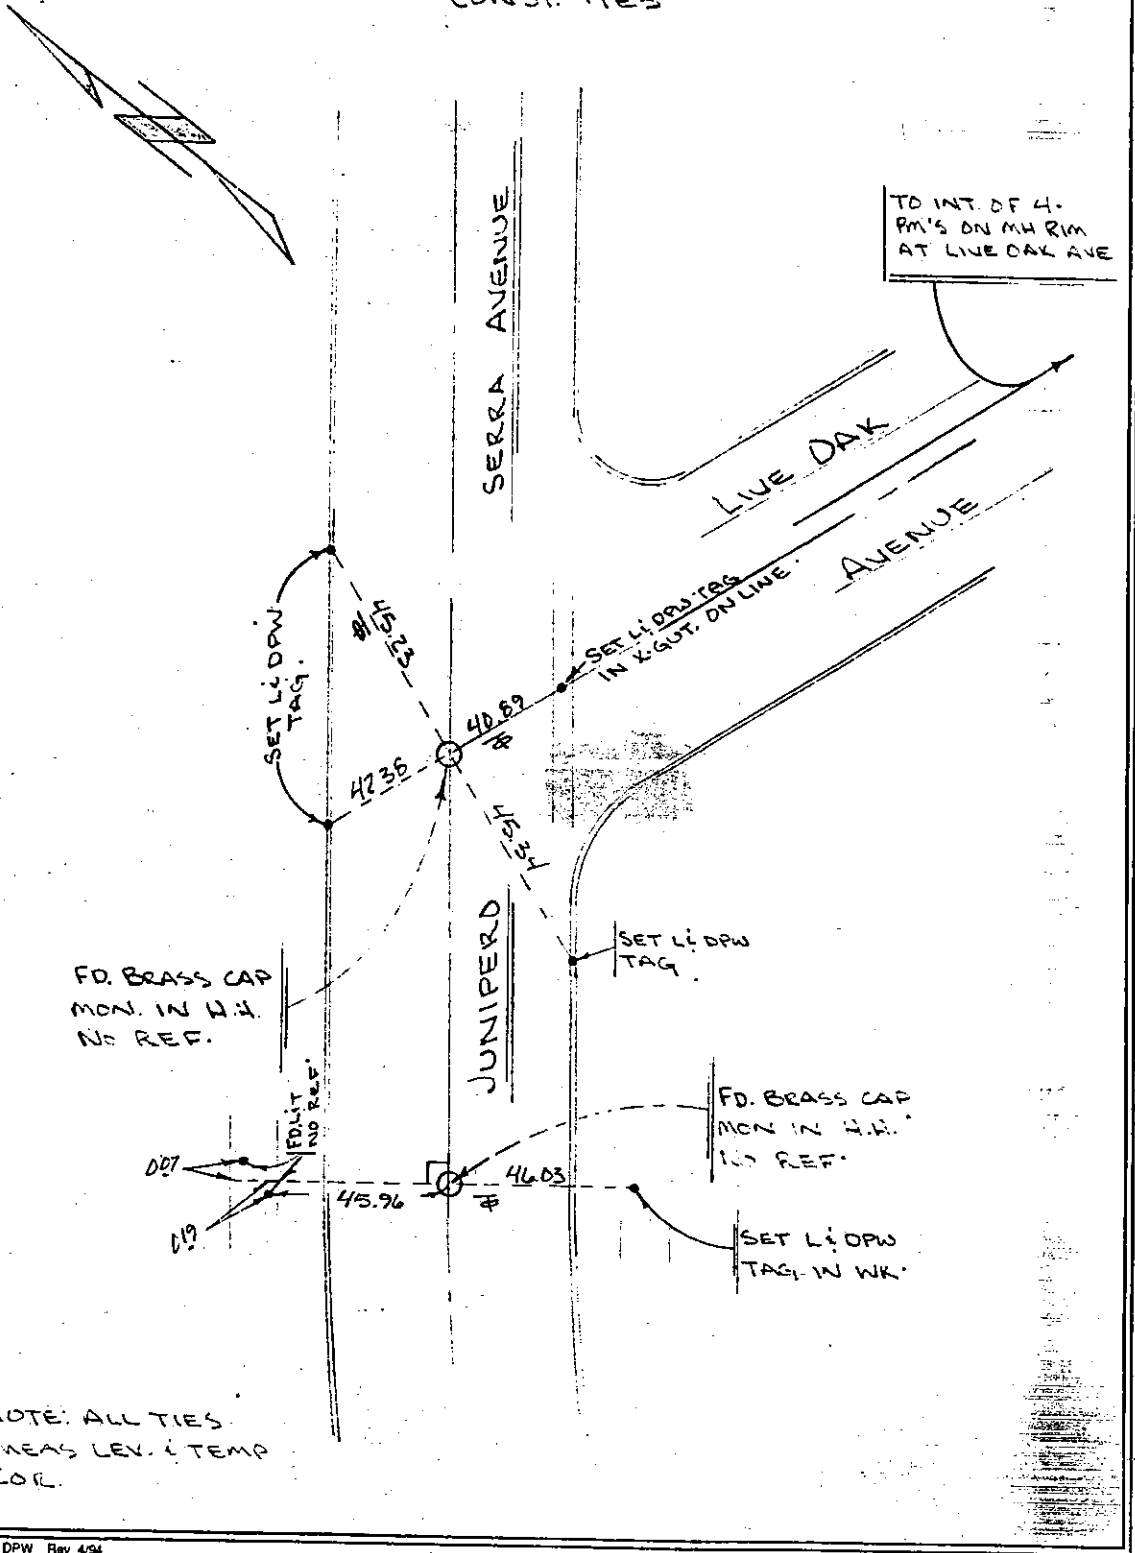 CONST. TIES
TO INT. OF 4-
PM'S ON MH RIM
AT LIVE OAK AVE
SERRA AVENUE
LIVE OAK
AVENUE
SET L & DPW TAG
IN X-GUT. ON LINE.
SET L & DPW
TAG.
45.23
40.89
45.34
JUNIPERO
SET L & DPW
TAG.
FD. BRASS CAP
MON. IN H.H.
NO REF.
FD. L & T
NO REF.
FD. BRASS CAP
MON IN H.H.
NO REF.
0.07
0.19
45.96
46.03
SET L & DPW
TAG IN WK.
NOTE: ALL TIES
MEAS LEV. & TEMP
COR.
DPW Rev 4/94